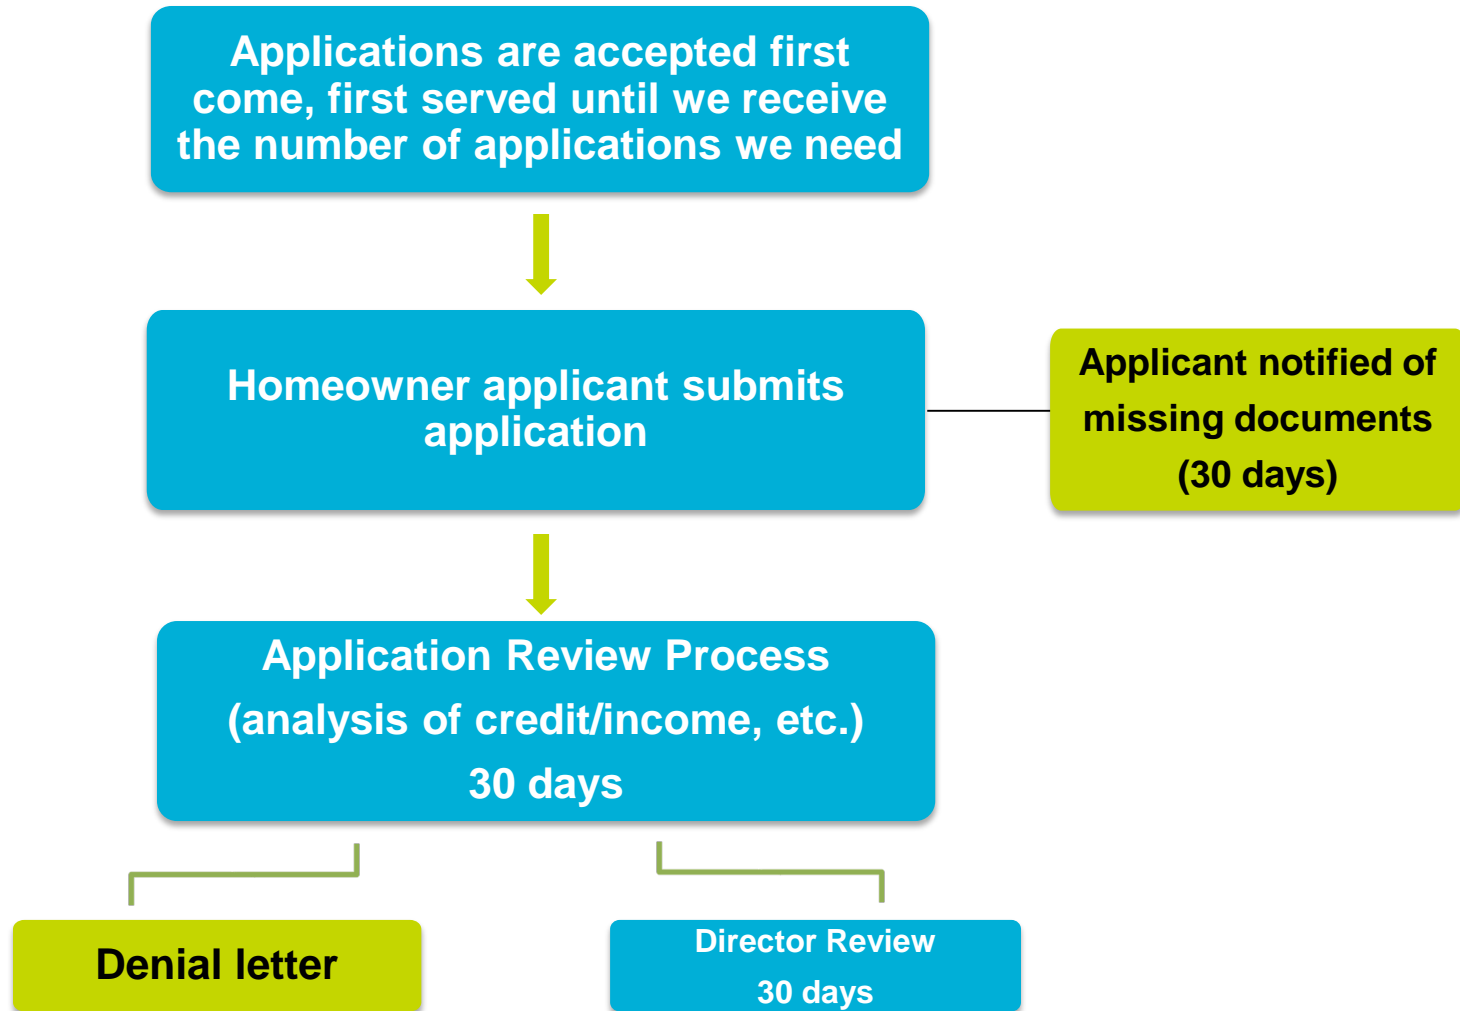 Applications are accepted first
come, first served until we receive
the number of applications we need
Homeowner applicant submits
application
Applicant notified of
missing documents
(30 days)
Application Review Process
(analysis of credit/income, etc.)
30 days
Denial letter
Director Review
30 days